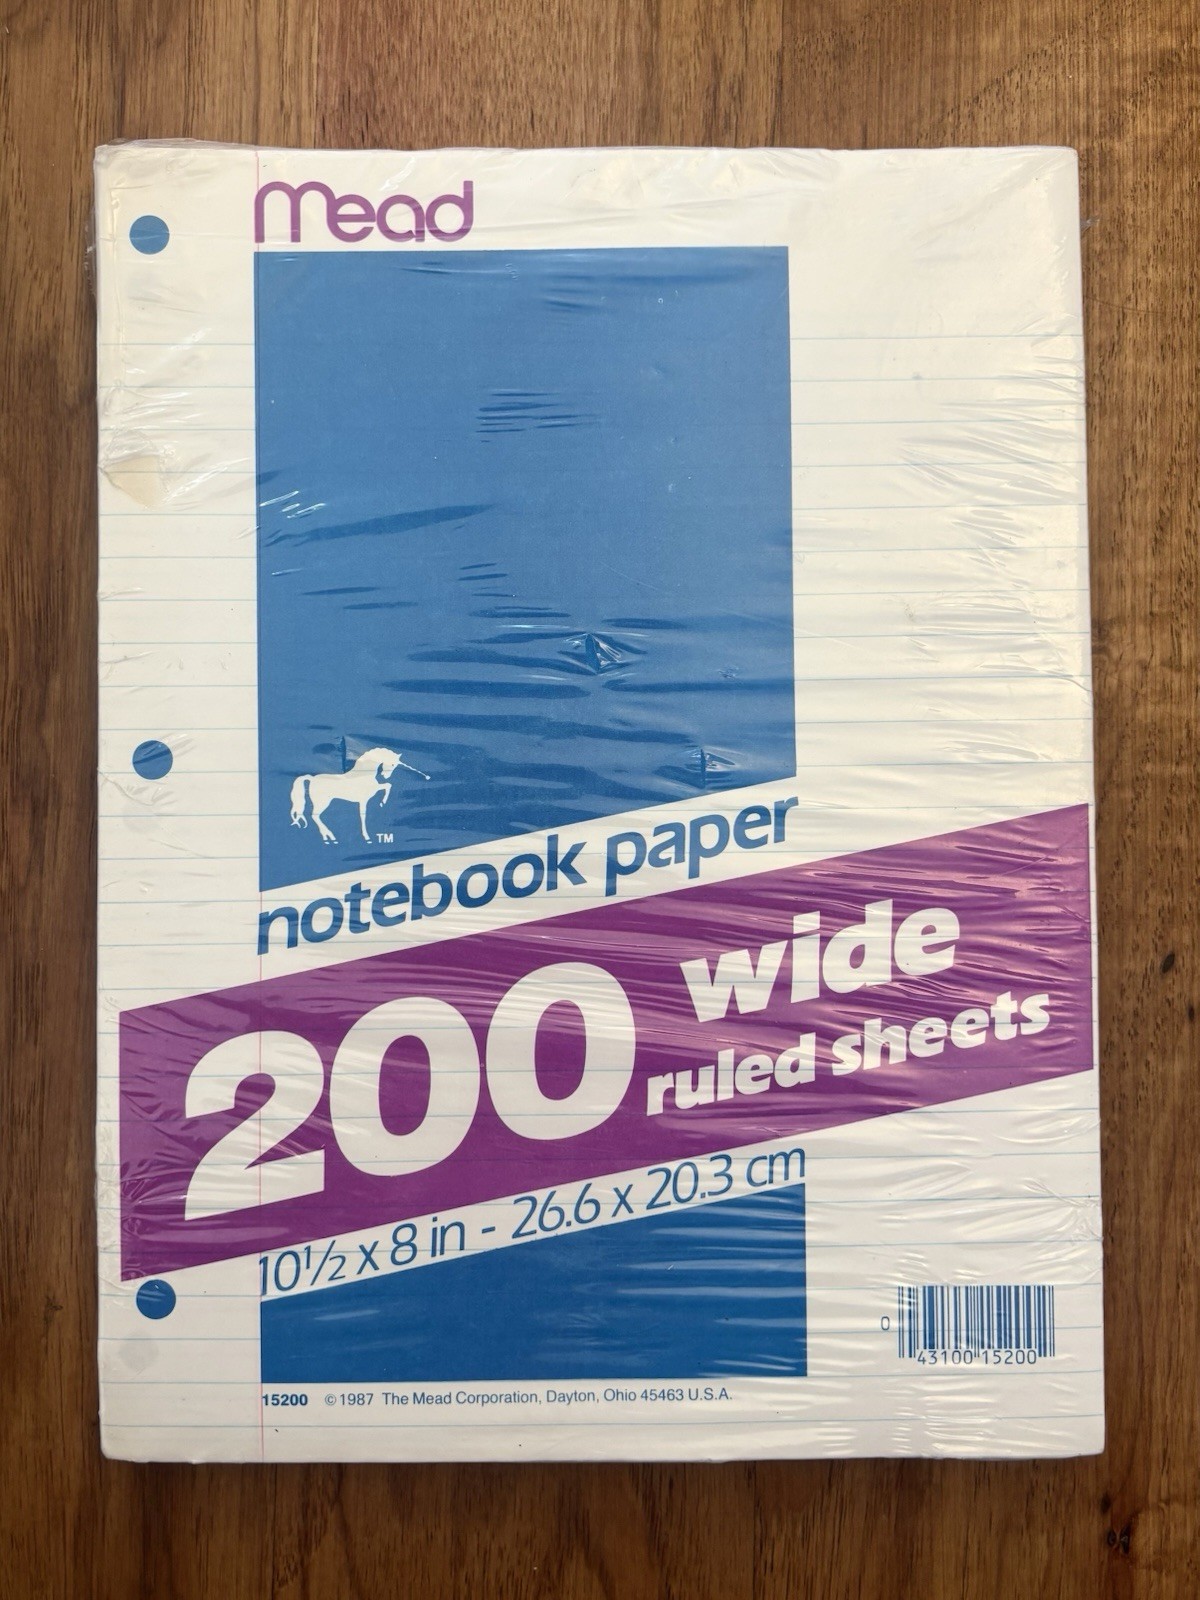 mead
TM
notebook paper
200 wide
ruled sheets
10½ x 8 in - 26.6 x 20.3 cm
0 43100 15200
15200 ©1987 The Mead Corporation, Dayton, Ohio 45463 U.S.A.